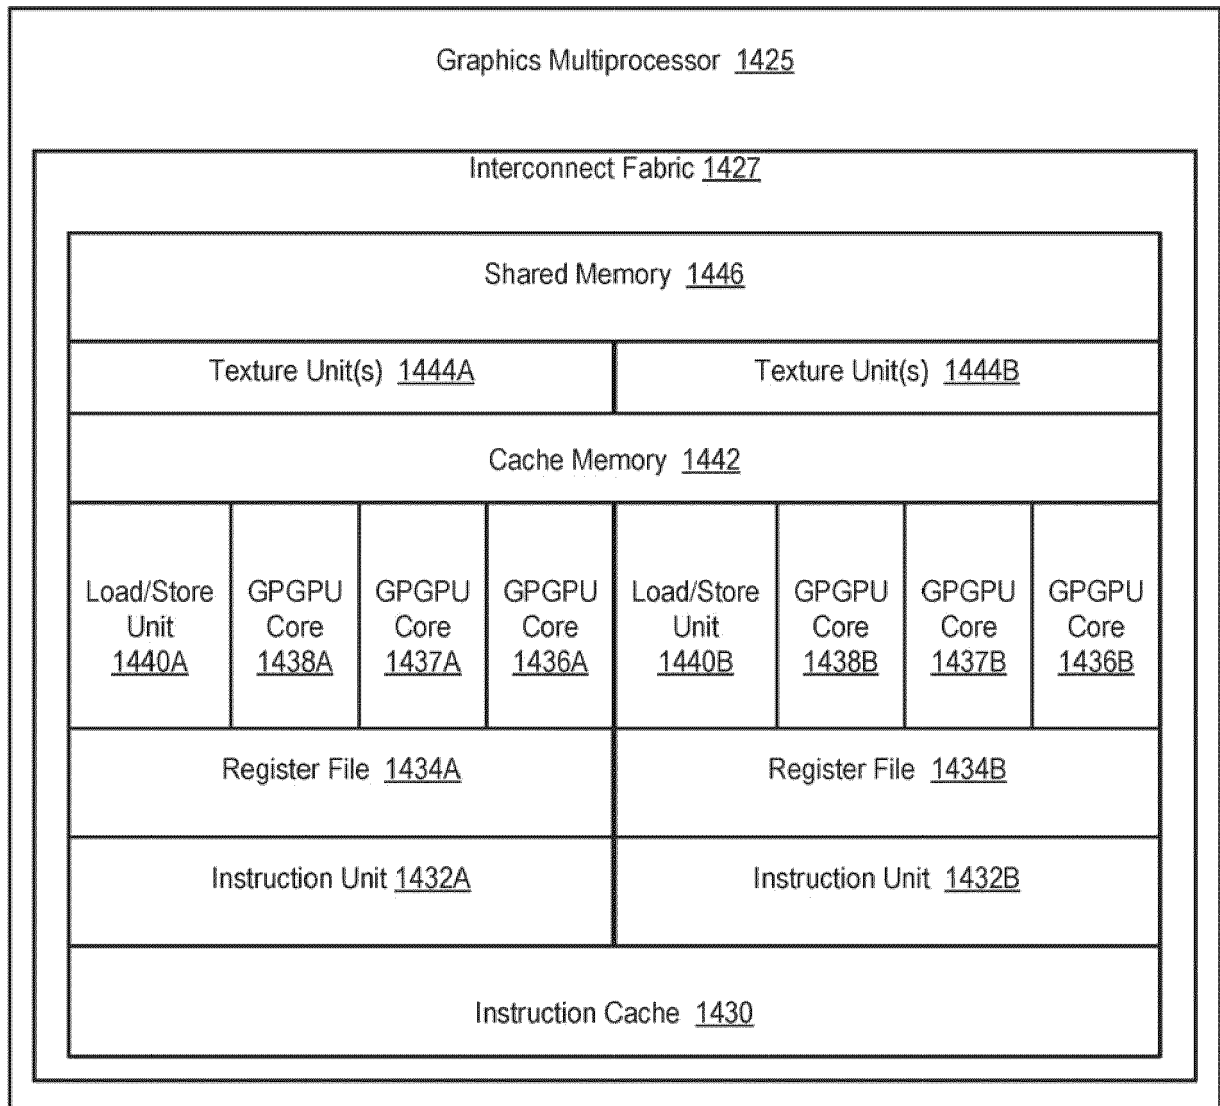 Graphics Multiprocessor 1425
Interconnect Fabric 1427
Shared Memory 1446
Texture Unit(s) 1444A
Texture Unit(s) 1444B
Cache Memory 1442
Load/Store
Unit
1440A
GPGPU
Core
1438A
GPGPU
Core
1437A
GPGPU
Core
1436A
Load/Store
Unit
1440B
GPGPU
Core
1438B
GPGPU
Core
1437B
GPGPU
Core
1436B
Register File 1434A
Register File 1434B
Instruction Unit 1432A
Instruction Unit 1432B
Instruction Cache 1430